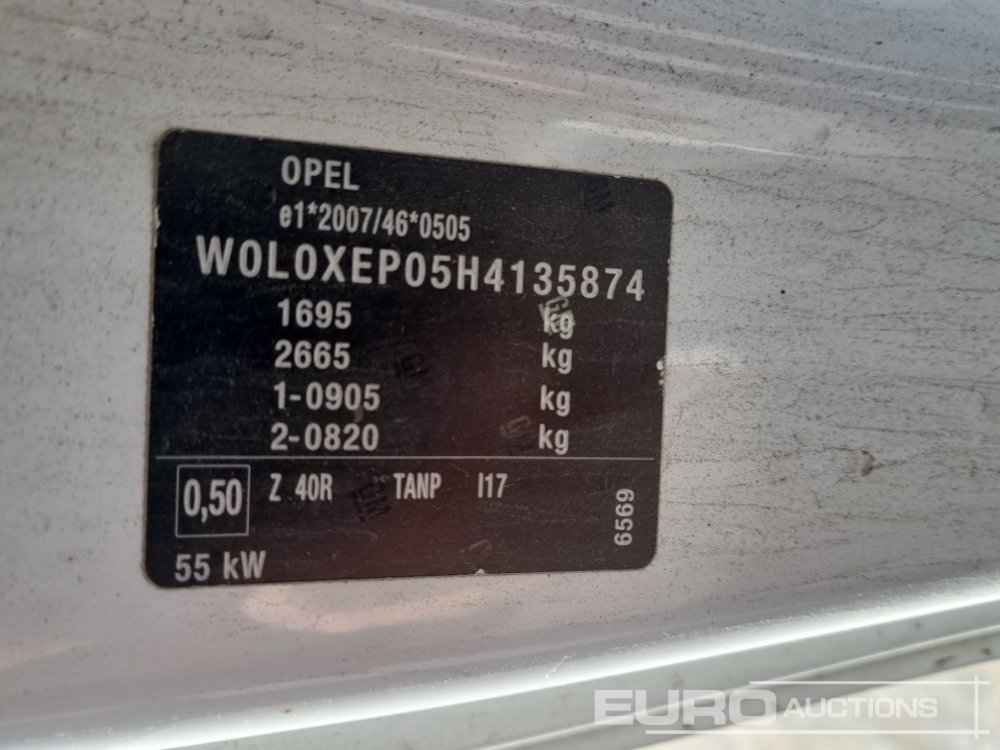 OPEL
e1*2007/46*0505
W0L0XEP05H4135874
1695 kg
2665 kg
1-0905 kg
2-0820 kg
0,50 Z 40R TANP I17
6569
55 kW
EURO AUCTIONS